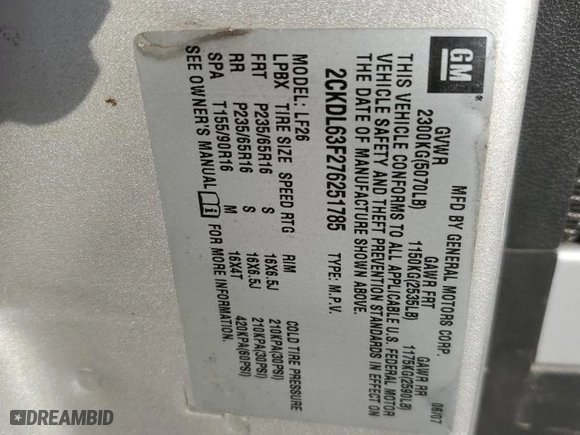 GM
MFD BY GENERAL MOTORS CORP. 06/07
GVWR GAWR FRT GAWR RR
2300KG(5070LB) 1150KG(2535LB) 1175KG(2590LB)
THIS VEHICLE CONFORMS TO ALL APPLICABLE U.S. FEDERAL MOTOR
VEHICLE SAFETY AND THEFT PREVENTION STANDARDS IN EFFECT ON
THE DATE OF MANUFACTURE SHOWN ABOVE.
2CKDL63F276251785 TYPE: M.P.V.
MODEL: LF26
LPBX TIRE SIZE SPEED RTG RIM COLD TIRE PRESSURE
FRT P235/65R16 S 16X6.5J 210KPA(30PSI)
RR P235/65R16 S 16X6.5J 210KPA(30PSI)
SPA T155/90R16 M 16X4T 420KPA(60PSI)
SEE OWNER'S MANUAL i FOR MORE INFORMATION.
DREAMBID